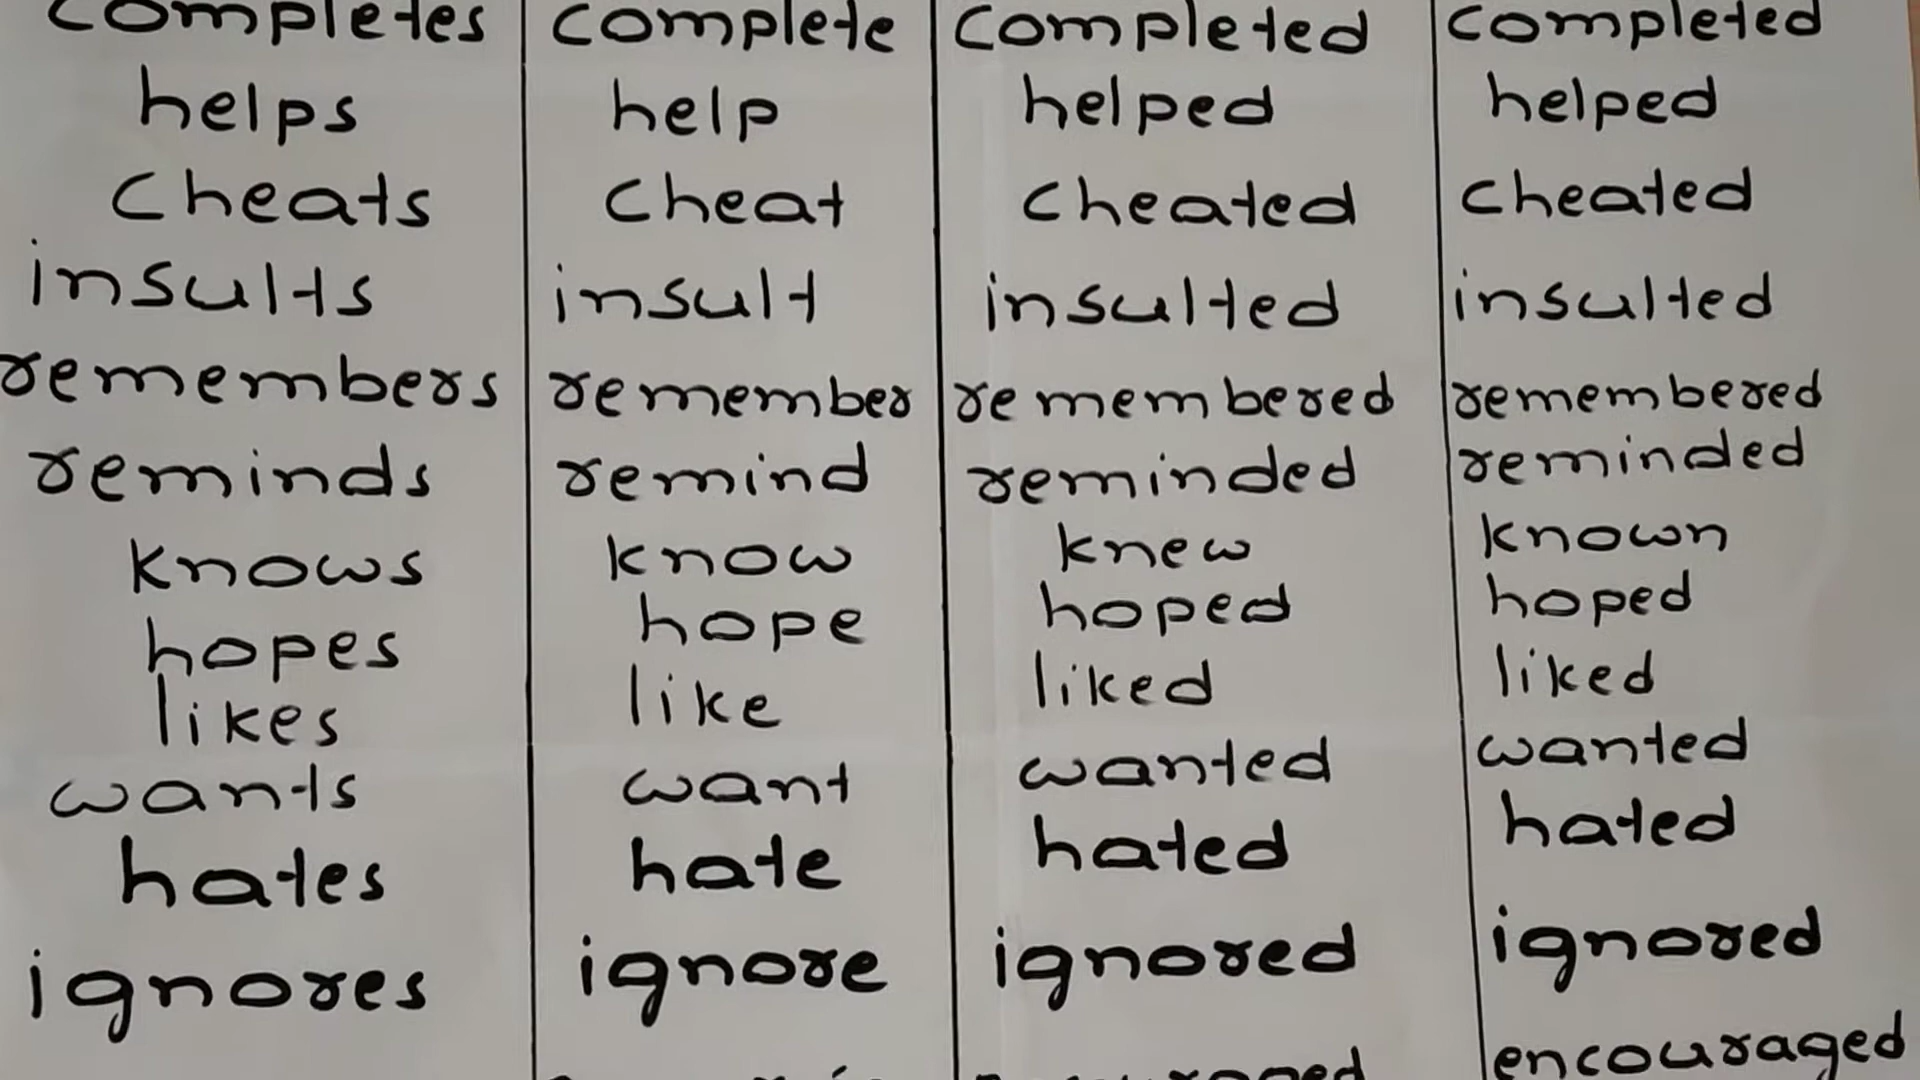 completes complete completed completed
helps help helped helped
cheats cheat cheated cheated
insults insult insulted insulted
remembers remember remembered remembered
reminds remind reminded reminded
knows know knew known
hopes hope hoped hoped
likes like liked liked
wants want wanted wanted
hates hate hated hated
ignores ignore ignored ignored
encouraged